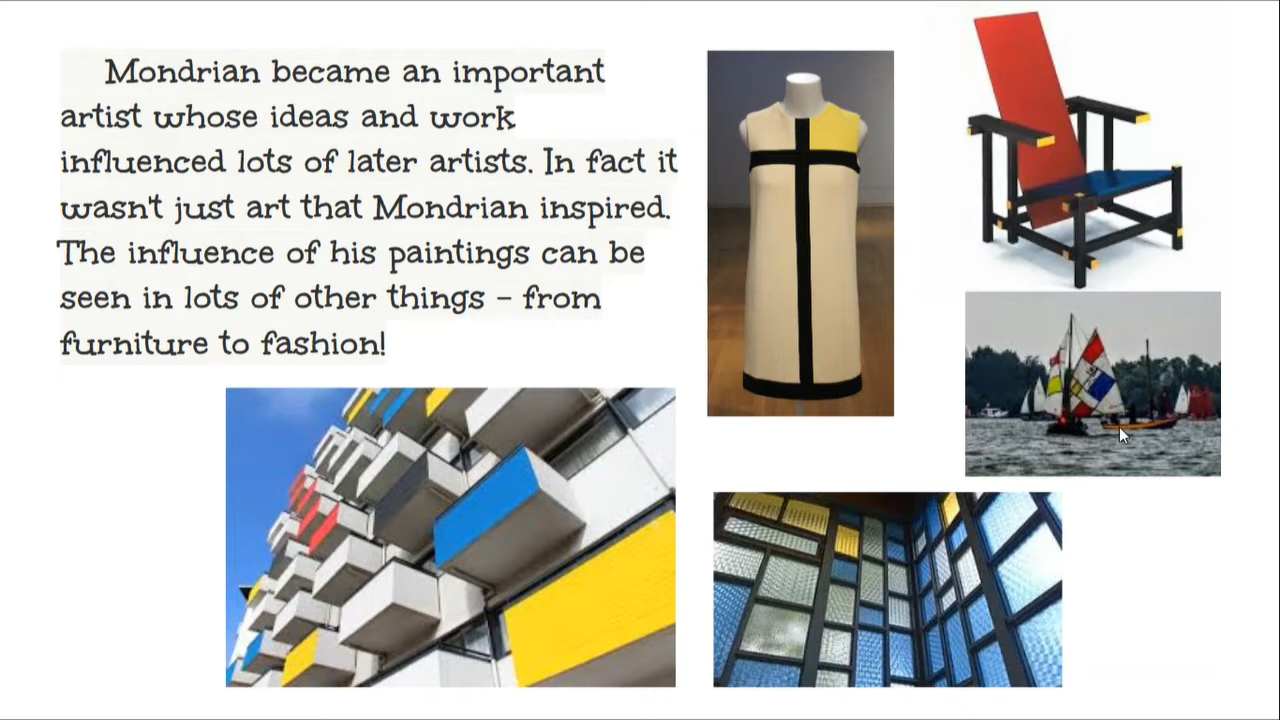 Mondrian became an important
artist whose ideas and work
influenced lots of later artists. In fact it
wasn't just art that Mondrian inspired.
The influence of his paintings can be
seen in lots of other things – from
furniture to fashion!